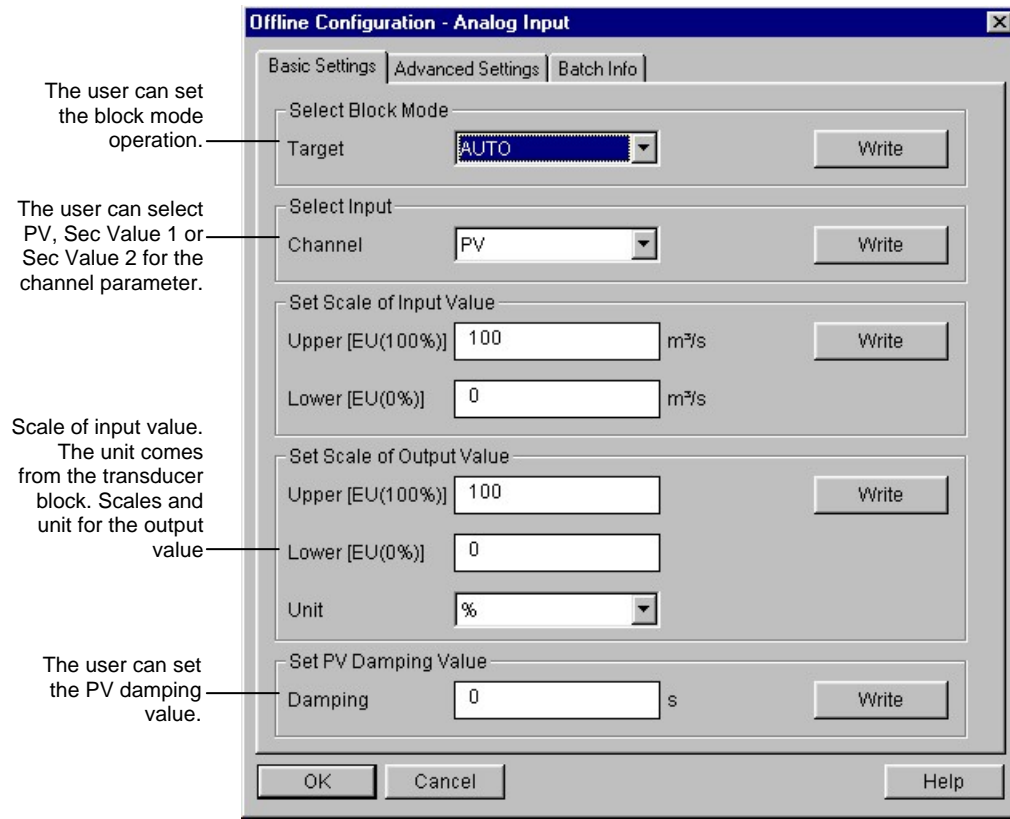 Offline Configuration - Analog Input
Basic Settings
Advanced Settings
Batch Info
The user can set
the block mode
operation.
Select Block Mode
Target
AUTO
Write
The user can select
PV, Sec Value 1 or
Sec Value 2 for the
channel parameter.
Select Input
Channel
PV
Write
Set Scale of Input Value
Upper [EU(100%)]
100
m³/s
Write
Lower [EU(0%)]
0
m³/s
Scale of input value.
The unit comes
from the transducer
block. Scales and
unit for the output
value
Set Scale of Output Value
Upper [EU(100%)]
100
Write
Lower [EU(0%)]
0
Unit
%
The user can set
the PV damping
value.
Set PV Damping Value
Damping
0
s
Write
OK
Cancel
Help